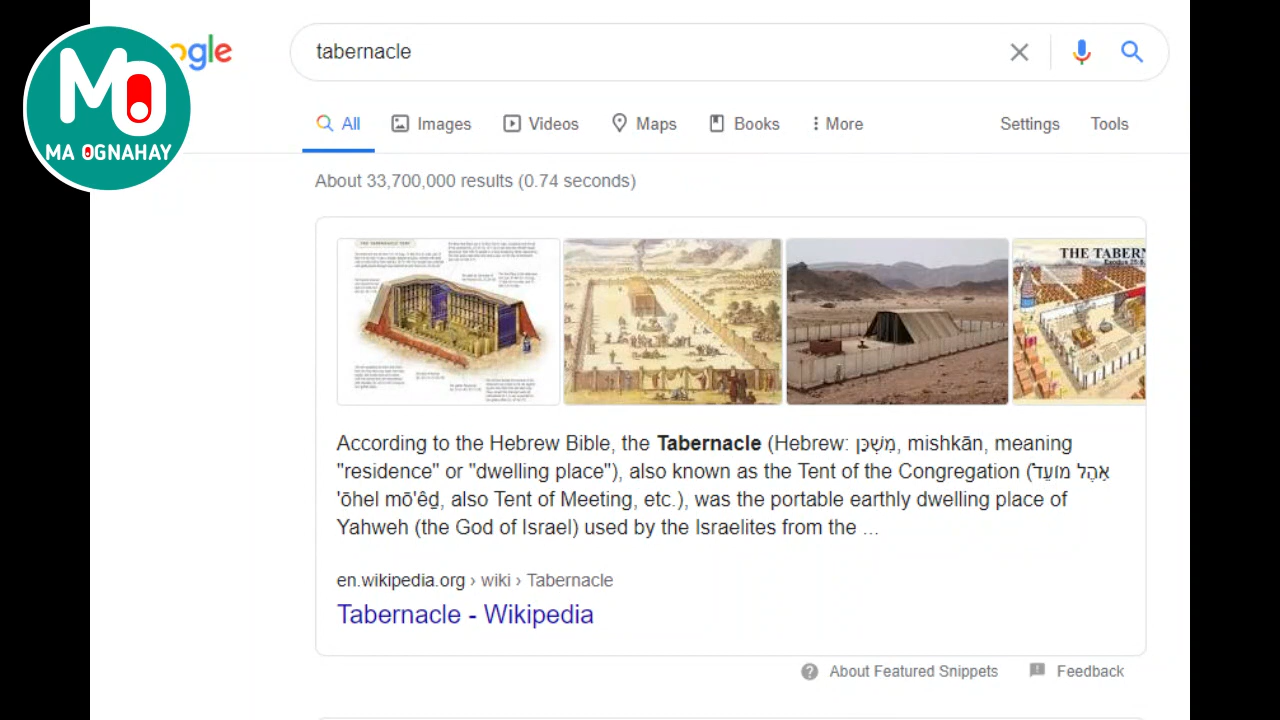 ogle
tabernacle
MO
MA OGNAHAY
All Images Videos Maps Books More Settings Tools
About 33,700,000 results (0.74 seconds)
THE TABERNACLE TENT
THE TABERN
According to the Hebrew Bible, the Tabernacle (Hebrew: מִשְׁכַּן, mishkān, meaning
"residence" or "dwelling place"), also known as the Tent of the Congregation (אֹהֶל מוֹעֵד
'ōhel mō'êḏ, also Tent of Meeting, etc.), was the portable earthly dwelling place of
Yahweh (the God of Israel) used by the Israelites from the ...
en.wikipedia.org › wiki › Tabernacle
Tabernacle - Wikipedia
About Featured Snippets Feedback